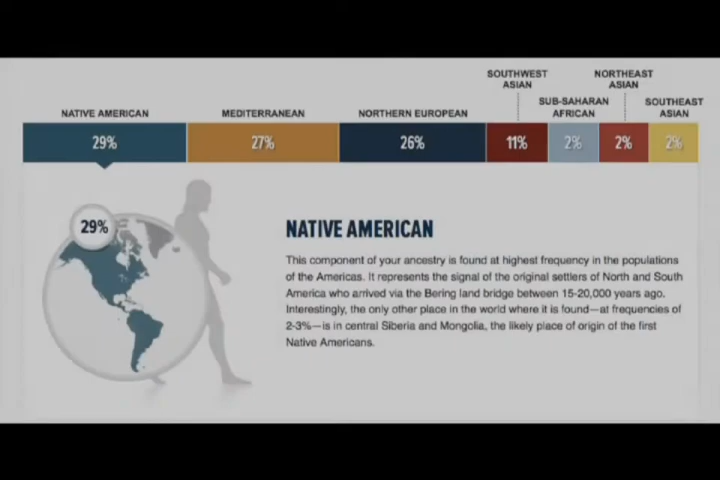 NATIVE AMERICAN
29%
MEDITERRANEAN
27%
NORTHERN EUROPEAN
26%
SOUTHWEST
ASIAN
11%
SUB-SAHARAN
AFRICAN
2%
NORTHEAST
ASIAN
2%
SOUTHEAST
ASIAN
2%
29%
NATIVE AMERICAN
This component of your ancestry is found at highest frequency in the populations
of the Americas. It represents the signal of the original settlers of North and South
America who arrived via the Bering land bridge between 15-20,000 years ago.
Interestingly, the only other place in the world where it is found—at frequencies of
2-3%—is in central Siberia and Mongolia, the likely place of origin of the first
Native Americans.